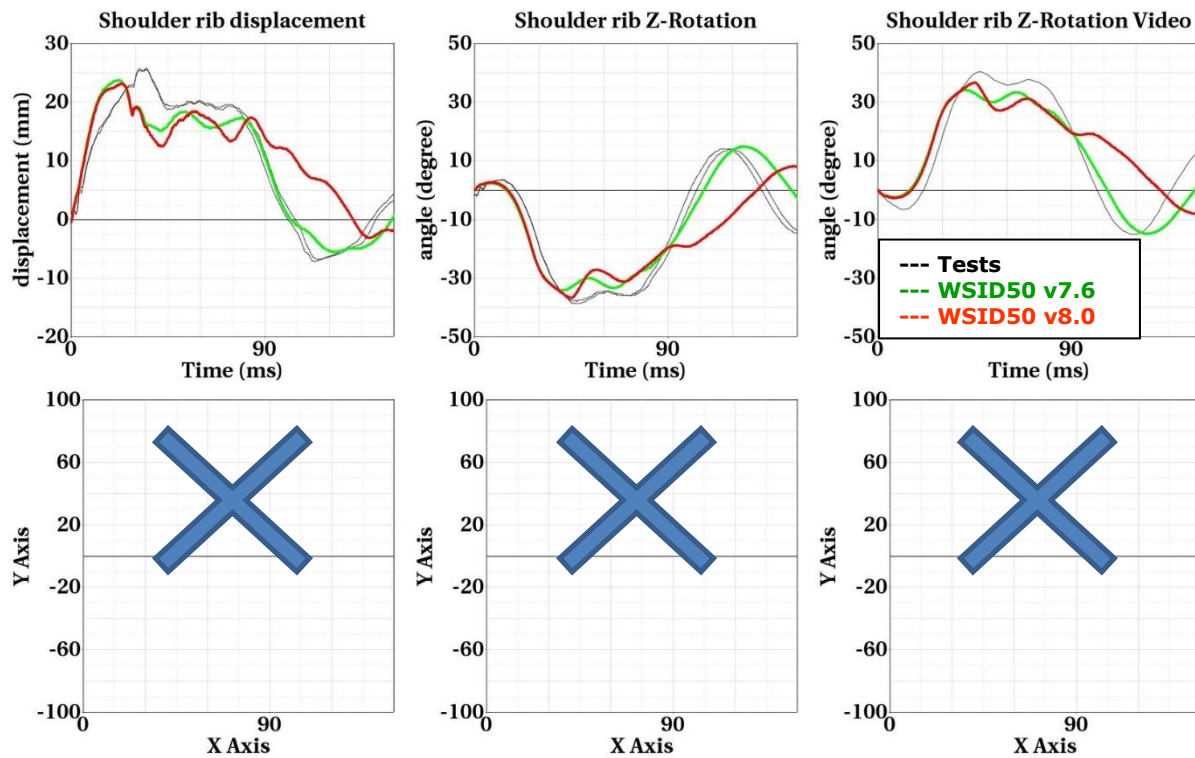 Shoulder rib displacement
30
20
10
0
-10
-20
displacement (mm)
0
90
Time (ms)
Shoulder rib Z-Rotation
50
30
10
-10
-30
-50
angle (degree)
0
90
Time (ms)
Shoulder rib Z-Rotation Video
50
30
10
-10
-30
-50
angle (degree)
--- Tests
--- WSID50 v7.6
--- WSID50 v8.0
0
90
Time (ms)
100
60
20
-20
-60
-100
Y Axis
0
90
X Axis
100
60
20
-20
-60
-100
Y Axis
0
90
X Axis
100
60
20
-20
-60
-100
Y Axis
0
90
X Axis